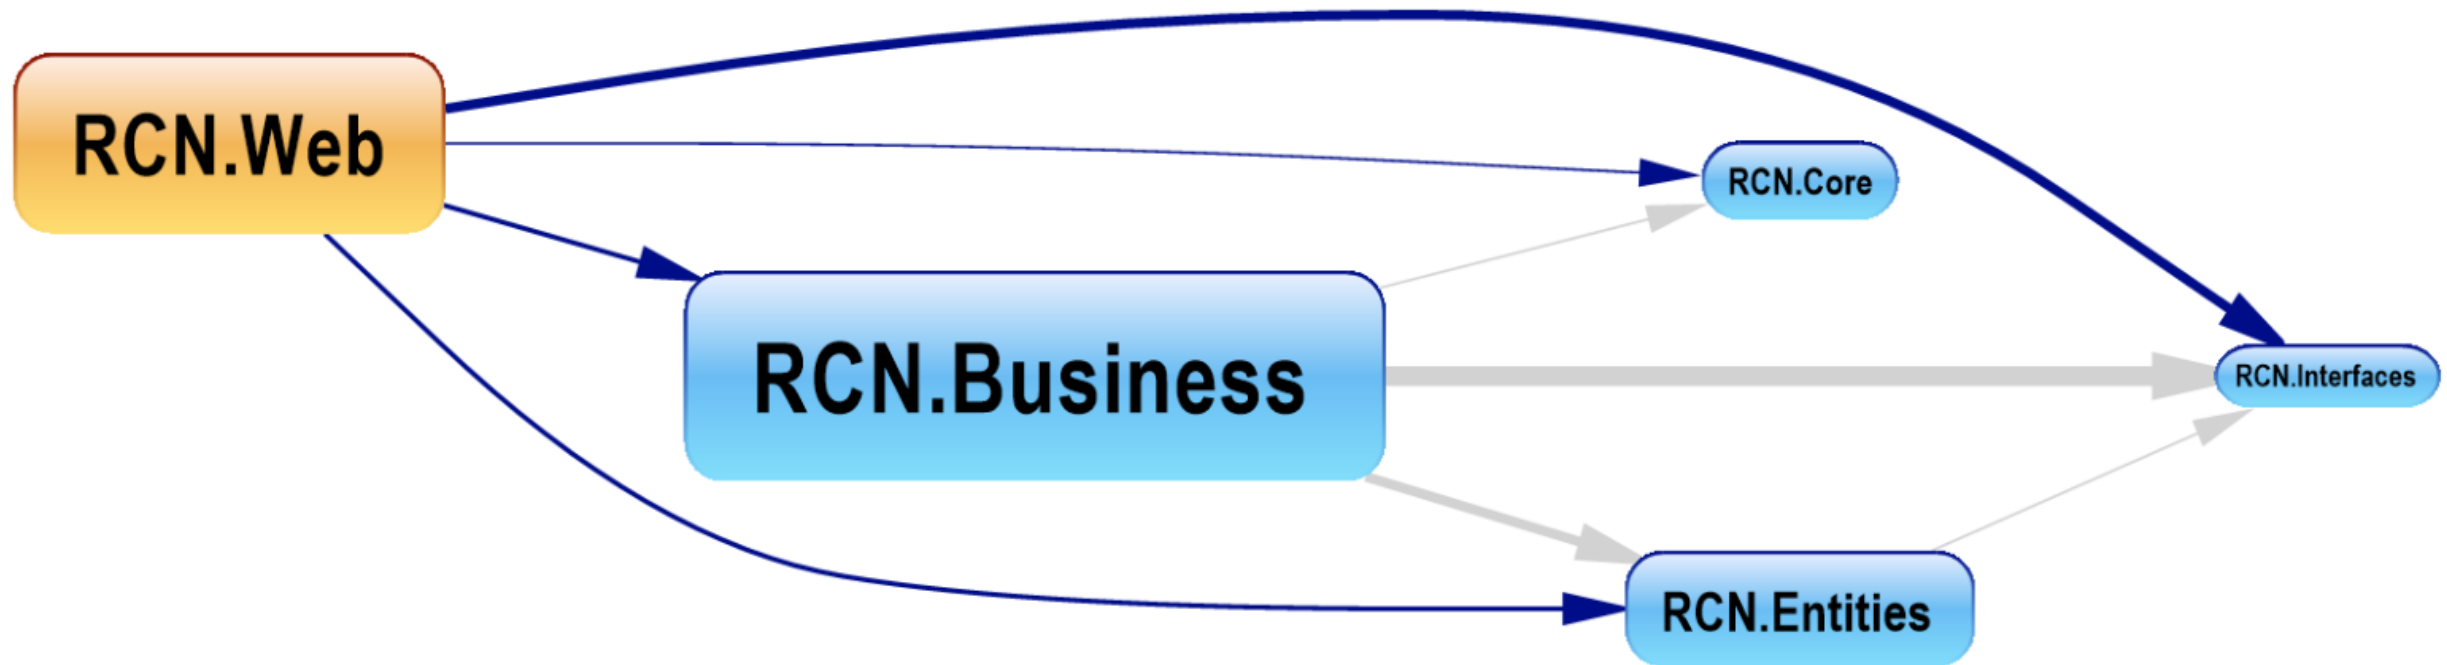 RCN.Web
RCN.Core
RCN.Business
RCN.Interfaces
RCN.Entities